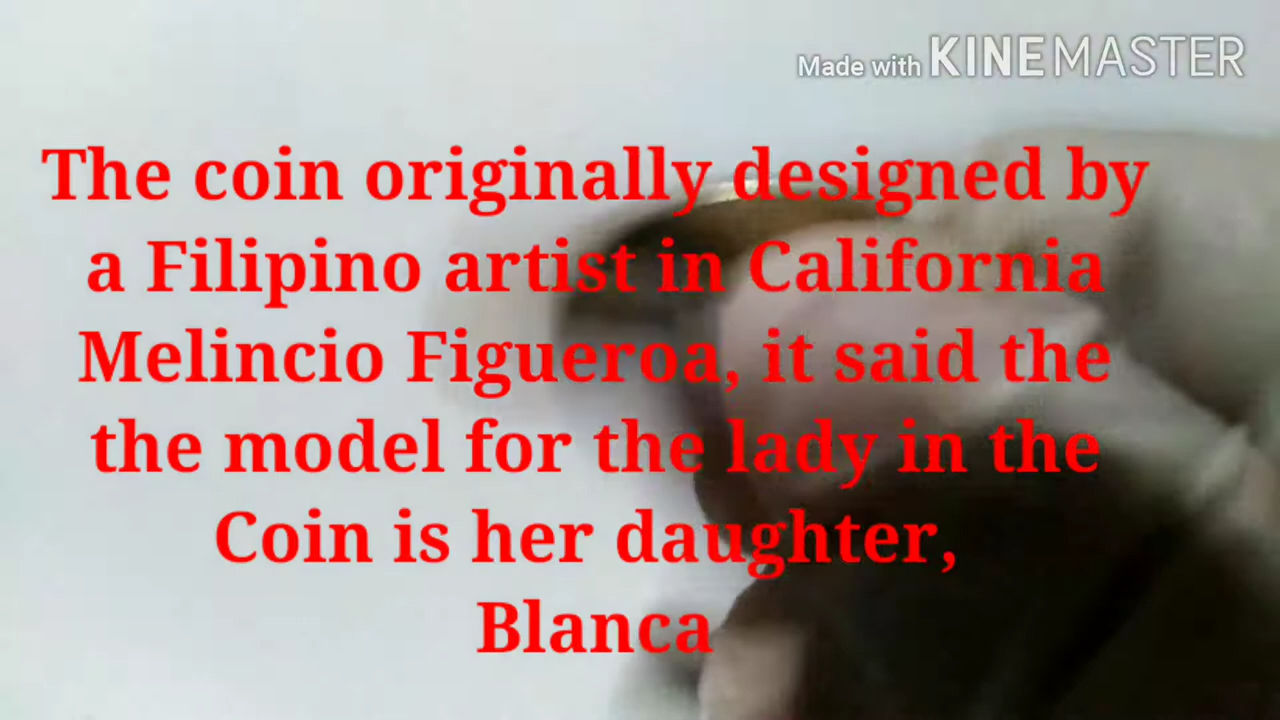 Made with KINEMASTER
The coin originally designed by
a Filipino artist in California
Melincio Figueroa, it said the
the model for the lady in the
Coin is her daughter,
Blanca